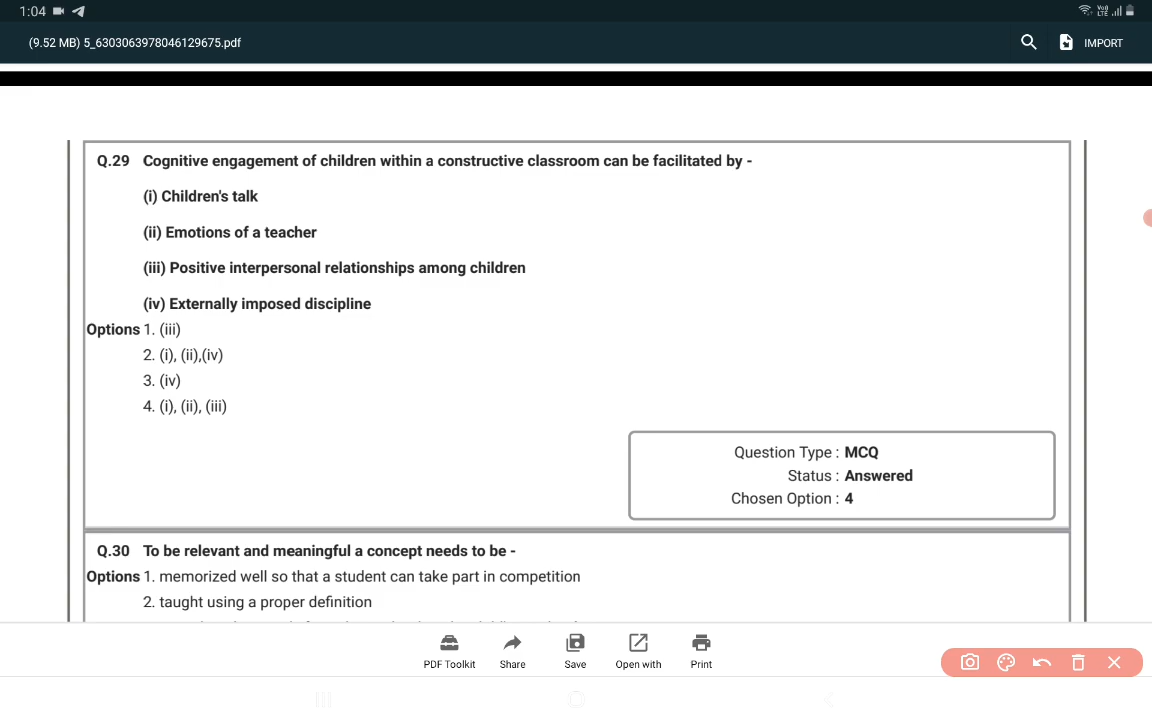 1:04
Vo))
LTE
(9.52 MB) 5_6303063978046129675.pdf
IMPORT
Q.29 Cognitive engagement of children within a constructive classroom can be facilitated by -
(i) Children's talk
(ii) Emotions of a teacher
(iii) Positive interpersonal relationships among children
(iv) Externally imposed discipline
Options 1. (iii)
2. (i), (ii),(iv)
3. (iv)
4. (i), (ii), (iii)
Question Type : MCQ
Status : Answered
Chosen Option : 4
Q.30 To be relevant and meaningful a concept needs to be -
Options 1. memorized well so that a student can take part in competition
2. taught using a proper definition
PDF Toolkit
Share
Save
Open with
Print